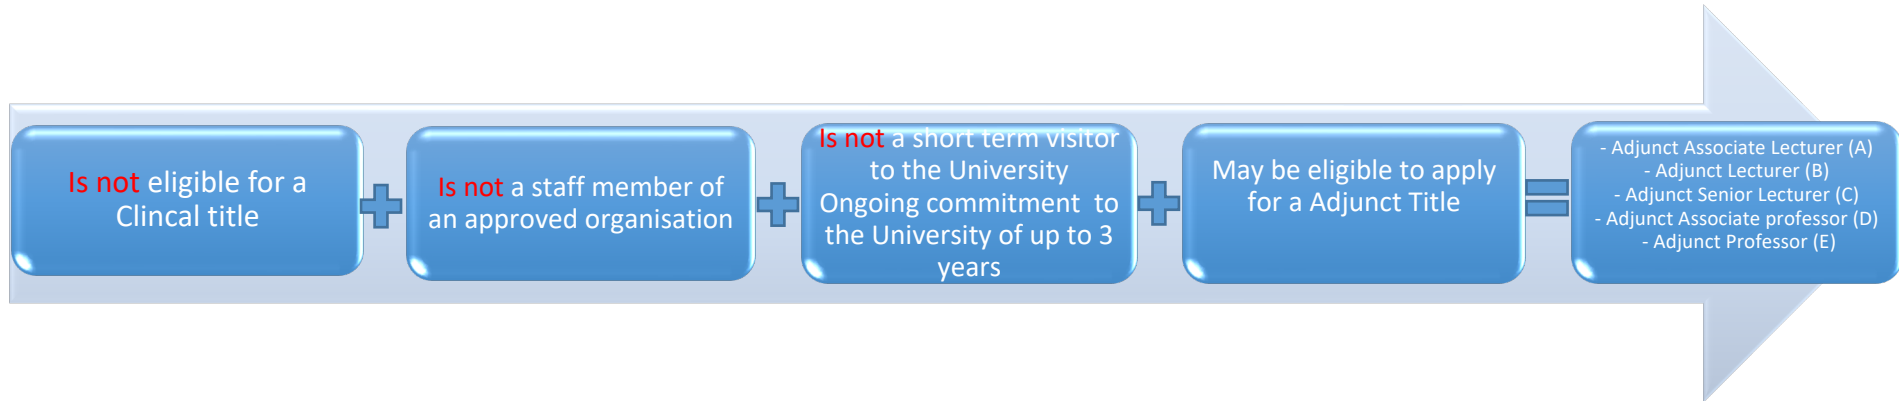 Is not eligible for a
Clincal title
Is not a staff member of
an approved organisation
Is not a short term visitor
to the University
Ongoing commitment to
the University of up to 3
years
May be eligible to apply
for a Adjunct Title
- Adjunct Associate Lecturer (A)
- Adjunct Lecturer (B)
- Adjunct Senior Lecturer (C)
- Adjunct Associate professor (D)
- Adjunct Professor (E)